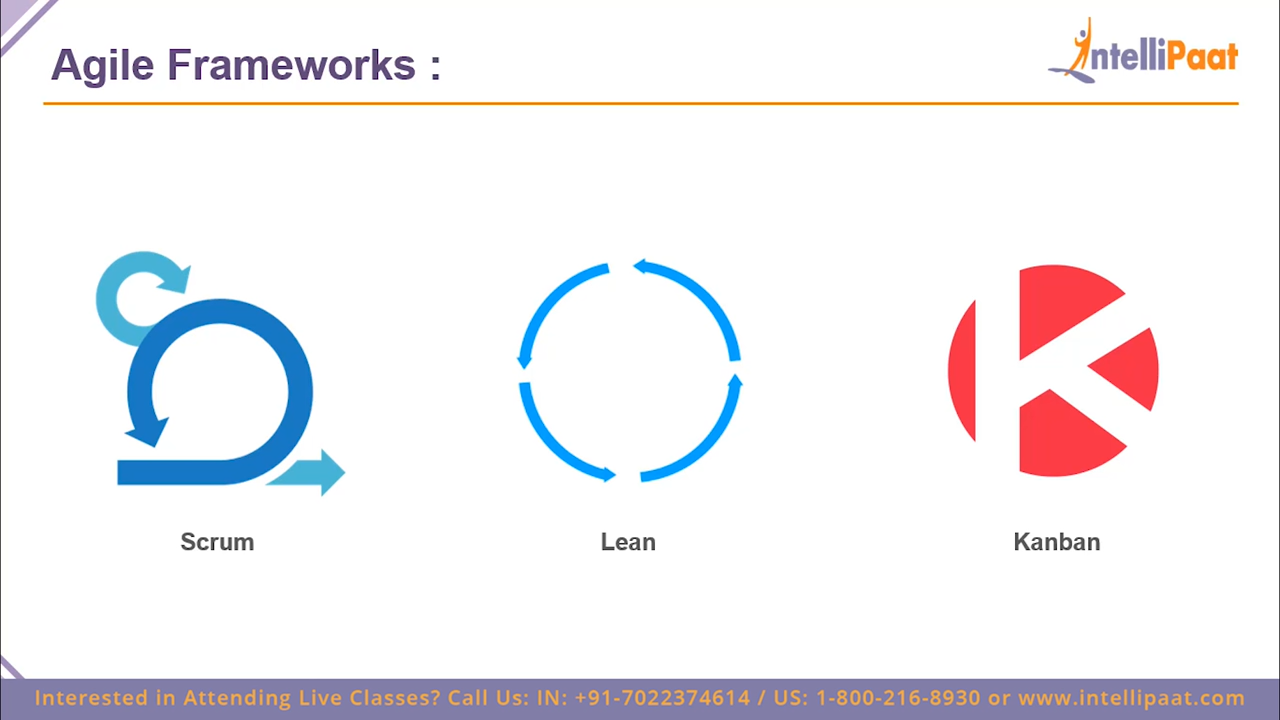 Agile Frameworks :
IntelliPaat
Scrum
Lean
Kanban
Interested in Attending Live Classes? Call Us: IN: +91-7022374614 / US: 1-800-216-8930 or www.intellipaat.com